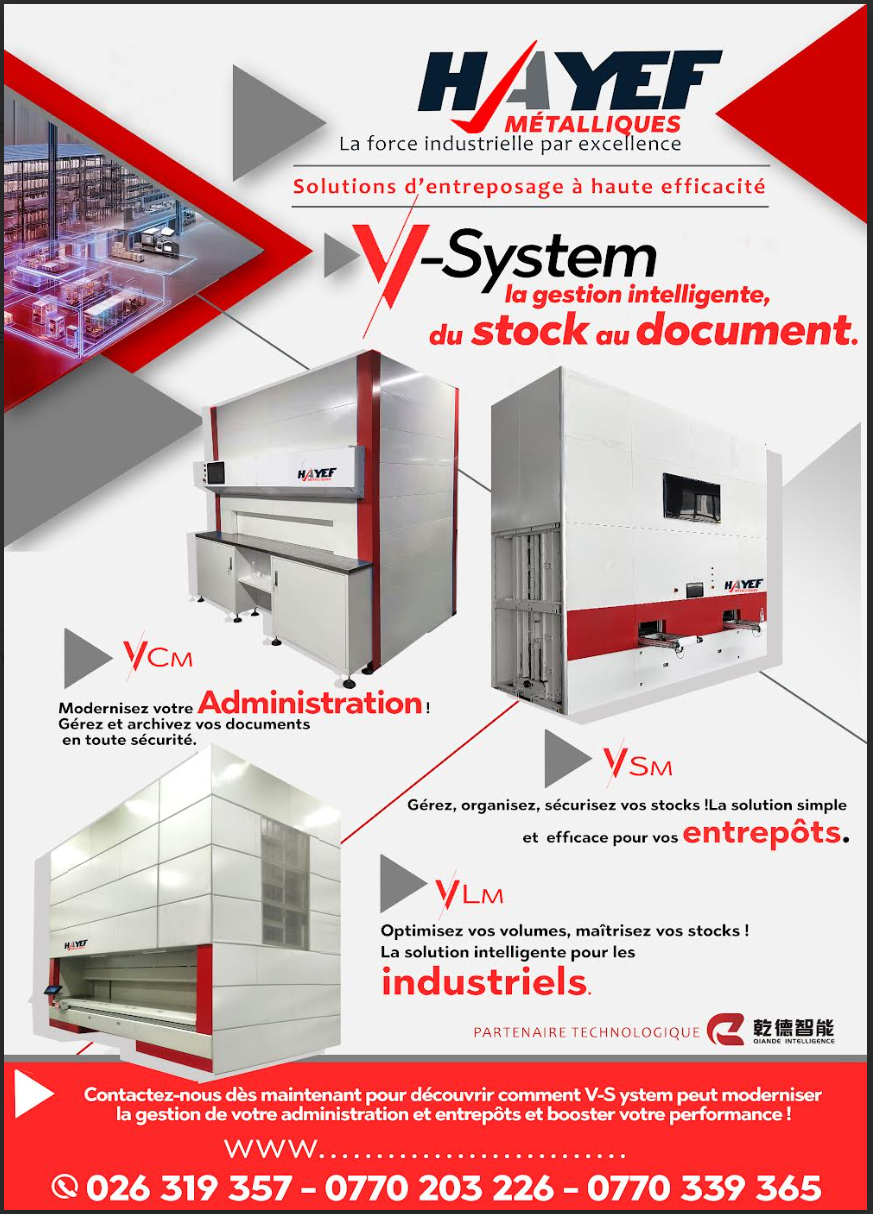 HAYEF
MÉTALLIQUES
La force industrielle par excellence
Solutions d'entreposage à haute efficacité
V-System
la gestion intelligente,
du stock au document.
HAYEF
MÉTALLIQUES
HAYEF
MÉTALLIQUES
VCM
Modernisez votre Administration !
Gérez et archivez vos documents
en toute sécurité.
VSM
Gérez, organisez, sécurisez vos stocks !La solution simple
et efficace pour vos entrepôts.
HAYEF
VLM
Optimisez vos volumes, maîtrisez vos stocks !
La solution intelligente pour les
industriels.
PARTENAIRE TECHNOLOGIQUE
乾德智能
QIANDE INTELLIGENCE
Contactez-nous dès maintenant pour découvrir comment V-S ystem peut moderniser
la gestion de votre administration et entrepôts et booster votre performance !
WWW............................
026 319 357 – 0770 203 226 – 0770 339 365